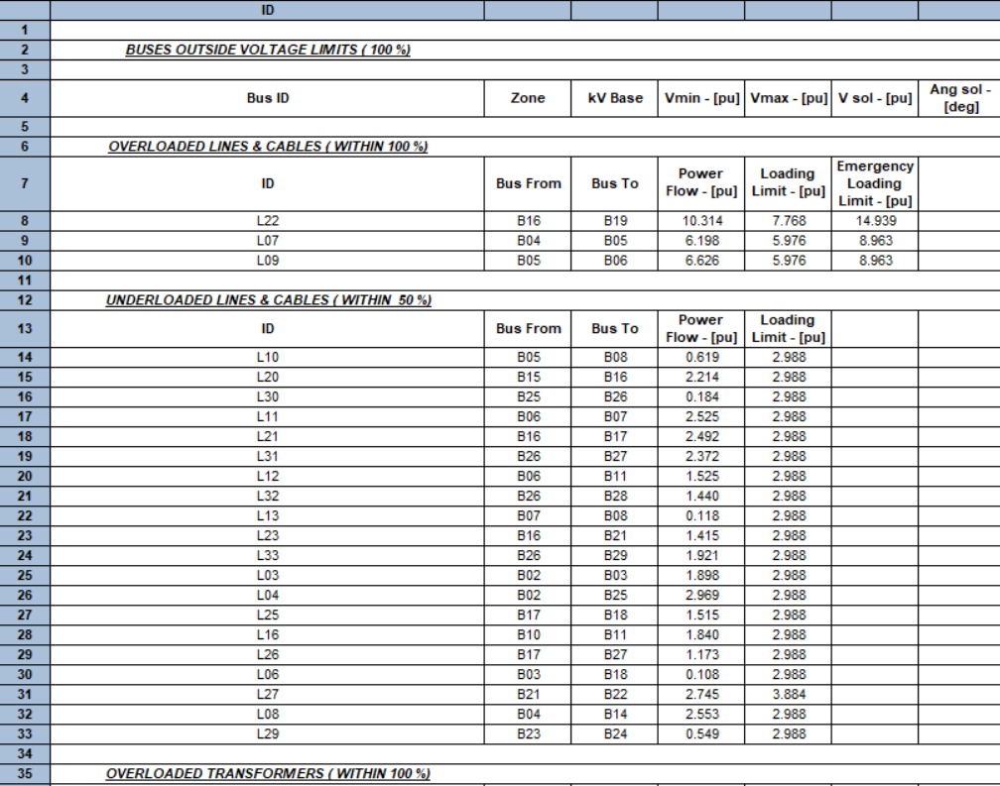 ID
1
2 BUSES OUTSIDE VOLTAGE LIMITS ( 100 %)
3
4 Bus ID Zone kV Base Vmin - [pu] Vmax - [pu] V sol - [pu] Ang sol - [deg]
5
6 OVERLOADED LINES & CABLES ( WITHIN 100 %)
7 ID Bus From Bus To Power Flow - [pu] Loading Limit - [pu] Emergency Loading Limit - [pu]
8 L22 B16 B19 10.314 7.768 14.939
9 L07 B04 B05 6.198 5.976 8.963
10 L09 B05 B06 6.626 5.976 8.963
11
12 UNDERLOADED LINES & CABLES ( WITHIN 50 %)
13 ID Bus From Bus To Power Flow - [pu] Loading Limit - [pu]
14 L10 B05 B08 0.619 2.988
15 L20 B15 B16 2.214 2.988
16 L30 B25 B26 0.184 2.988
17 L11 B06 B07 2.525 2.988
18 L21 B16 B17 2.492 2.988
19 L31 B26 B27 2.372 2.988
20 L12 B06 B11 1.525 2.988
21 L32 B26 B28 1.440 2.988
22 L13 B07 B08 0.118 2.988
23 L23 B16 B21 1.415 2.988
24 L33 B26 B29 1.921 2.988
25 L03 B02 B03 1.898 2.988
26 L04 B02 B25 2.969 2.988
27 L25 B17 B18 1.515 2.988
28 L16 B10 B11 1.840 2.988
29 L26 B17 B27 1.173 2.988
30 L06 B03 B18 0.108 2.988
31 L27 B21 B22 2.745 3.884
32 L08 B04 B14 2.553 2.988
33 L29 B23 B24 0.549 2.988
34
35 OVERLOADED TRANSFORMERS ( WITHIN 100 %)